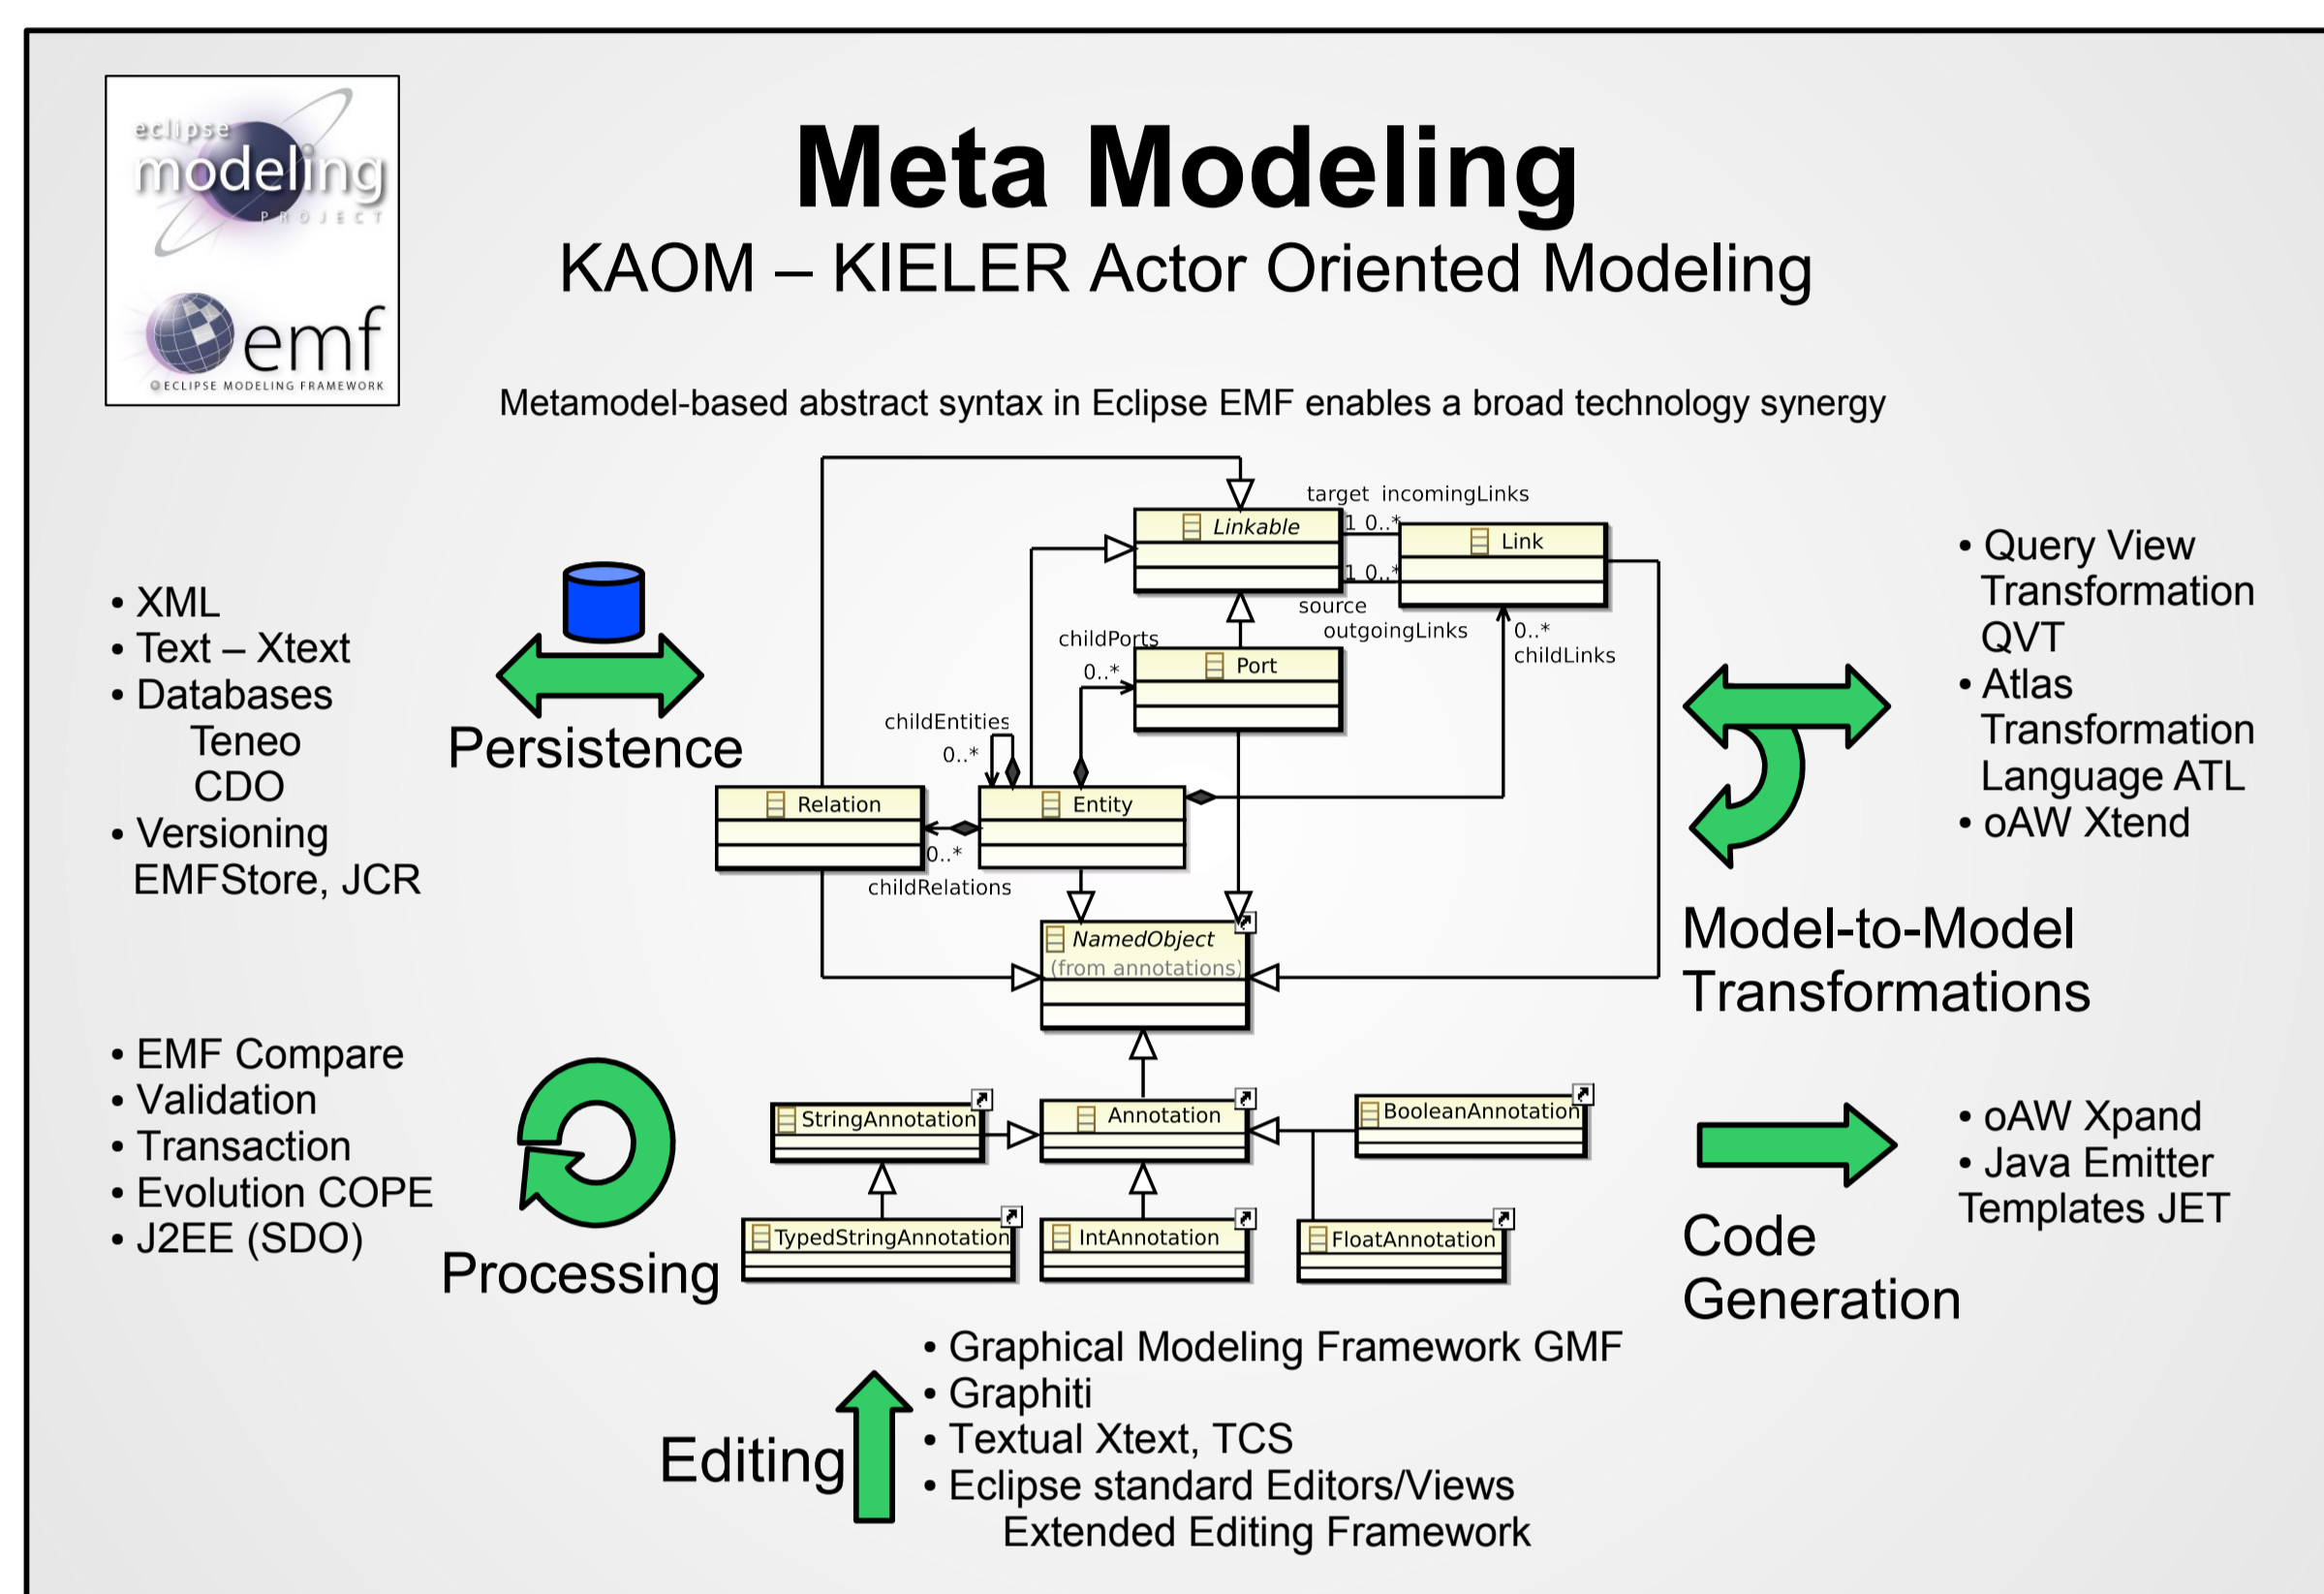 eclipse
modeling
PROJECT
emf
ECLIPSE MODELING FRAMEWORK
Meta Modeling
KAOM – KIELER Actor Oriented Modeling
Metamodel-based abstract syntax in Eclipse EMF enables a broad technology synergy
• XML
• Text – Xtext
• Databases
Teneo
CDO
• Versioning
EMFStore, JCR
Persistence
target incomingLinks
Linkable
1 0..*
Link
1 0..*
source
outgoingLinks
0..*
childLinks
childPorts
0..*
Port
childEntities
0..*
Relation
Entity
0..*
childRelations
NamedObject
(from annotations)
StringAnnotation
Annotation
BooleanAnnotation
TypedStringAnnotation
IntAnnotation
FloatAnnotation
• Query View
Transformation
QVT
• Atlas
Transformation
Language ATL
• oAW Xtend
Model-to-Model
Transformations
• EMF Compare
• Validation
• Transaction
• Evolution COPE
• J2EE (SDO)
Processing
• oAW Xpand
• Java Emitter
Templates JET
Code
Generation
Editing
• Graphical Modeling Framework GMF
• Graphiti
• Textual Xtext, TCS
• Eclipse standard Editors/Views
Extended Editing Framework